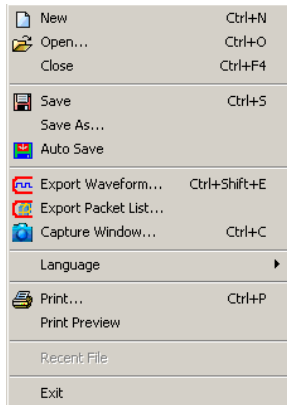 New Ctrl+N
Open... Ctrl+O
Close Ctrl+F4
Save Ctrl+S
Save As...
Auto Save
Export Waveform... Ctrl+Shift+E
Export Packet List...
Capture Window... Ctrl+C
Language
Print... Ctrl+P
Print Preview
Recent File
Exit